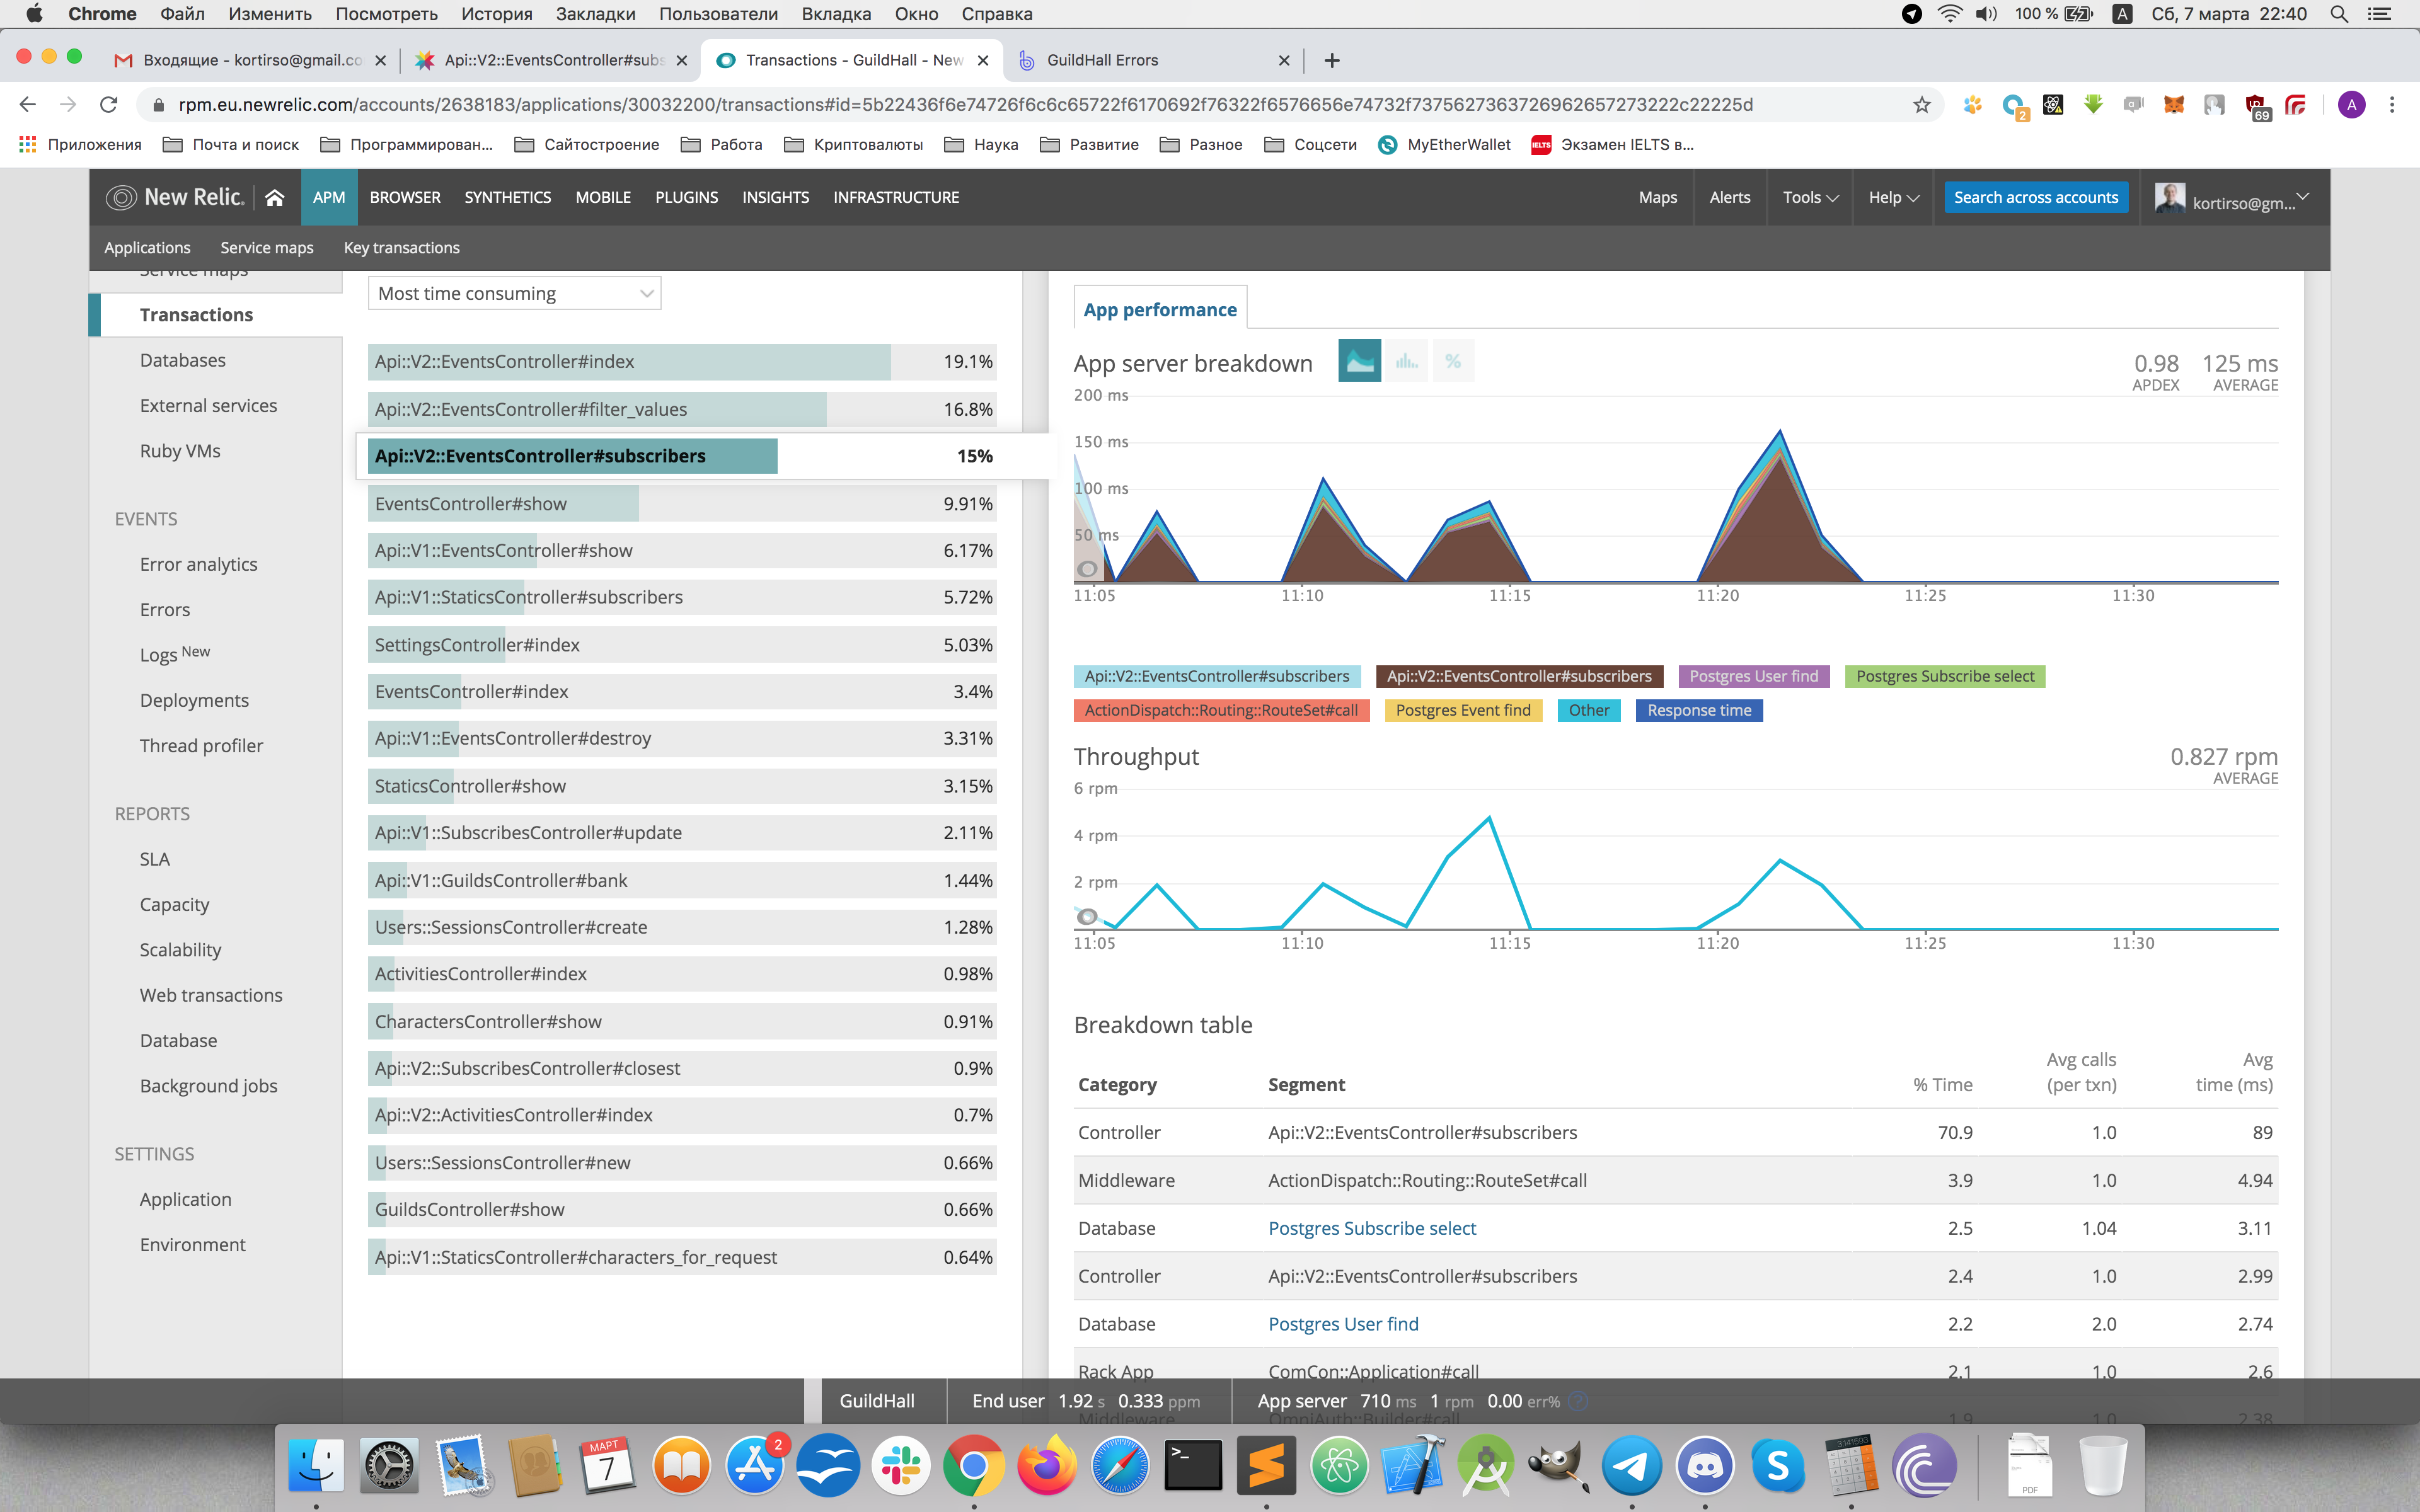 Chrome Файл Изменить Посмотреть История Закладки Пользователи Вкладка Окно Справка 100 % A Сб, 7 марта 22:40
Входящие - kortirso@gmail.co Api::V2::EventsController#subs Transactions - GuildHall - New GuildHall Errors
rpm.eu.newrelic.com/accounts/2638183/applications/30032200/transactions#id=5b22436f6e74726f6c6c65722f6170692f76322f6576656e74732f73756273637269626572732222c22225d 2 69 A
Приложения Почта и поиск Программирован... Сайтостроение Работа Криптовалюты Наука Развитие Разное Соцсети MyEtherWallet IELTS Экзамен IELTS в...
New Relic. APM BROWSER SYNTHETICS MOBILE PLUGINS INSIGHTS INFRASTRUCTURE Maps Alerts Tools Help Search across accounts kortirso@gm...
Applications Service maps Key transactions
Service maps
Transactions
Databases
External services
Ruby VMs
EVENTS
Error analytics
Errors
Logs New
Deployments
Thread profiler
REPORTS
SLA
Capacity
Scalability
Web transactions
Database
Background jobs
SETTINGS
Application
Environment
Most time consuming
Api::V2::EventsController#index 19.1%
Api::V2::EventsController#filter_values 16.8%
Api::V2::EventsController#subscribers 15%
EventsController#show 9.91%
Api::V1::EventsController#show 6.17%
Api::V1::StaticsController#subscribers 5.72%
SettingsController#index 5.03%
EventsController#index 3.4%
Api::V1::EventsController#destroy 3.31%
StaticsController#show 3.15%
Api::V1::SubscribesController#update 2.11%
Api::V1::GuildsController#bank 1.44%
Users::SessionsController#create 1.28%
ActivitiesController#index 0.98%
CharactersController#show 0.91%
Api::V2::SubscribesController#closest 0.9%
Api::V2::ActivitiesController#index 0.7%
Users::SessionsController#new 0.66%
GuildsController#show 0.66%
Api::V1::StaticsController#characters_for_request 0.64%
App performance
App server breakdown % 0.98 125 ms
APDEX AVERAGE
200 ms
150 ms
100 ms
50 ms
11:05 11:10 11:15 11:20 11:25 11:30
Api::V2::EventsController#subscribers Api::V2::EventsController#subscribers Postgres User find Postgres Subscribe select
ActionDispatch::Routing::RouteSet#call Postgres Event find Other Response time
Throughput 0.827 rpm
AVERAGE
6 rpm
4 rpm
2 rpm
11:05 11:10 11:15 11:20 11:25 11:30
Breakdown table
Category Segment % Time Avg calls (per txn) Avg time (ms)
Controller Api::V2::EventsController#subscribers 70.9 1.0 89
Middleware ActionDispatch::Routing::RouteSet#call 3.9 1.0 4.94
Database Postgres Subscribe select 2.5 1.04 3.11
Controller Api::V2::EventsController#subscribers 2.4 1.0 2.99
Database Postgres User find 2.2 2.0 2.74
Rack App ComCon::Application#call 2.1 1.0 2.6
Middleware OmniAuth::Builder#call 1.9 1.0 2.38
GuildHall End user 1.92 s 0.333 ppm App server 710 ms 1 rpm 0.00 err% ?
МАРТ
7
2
PDF